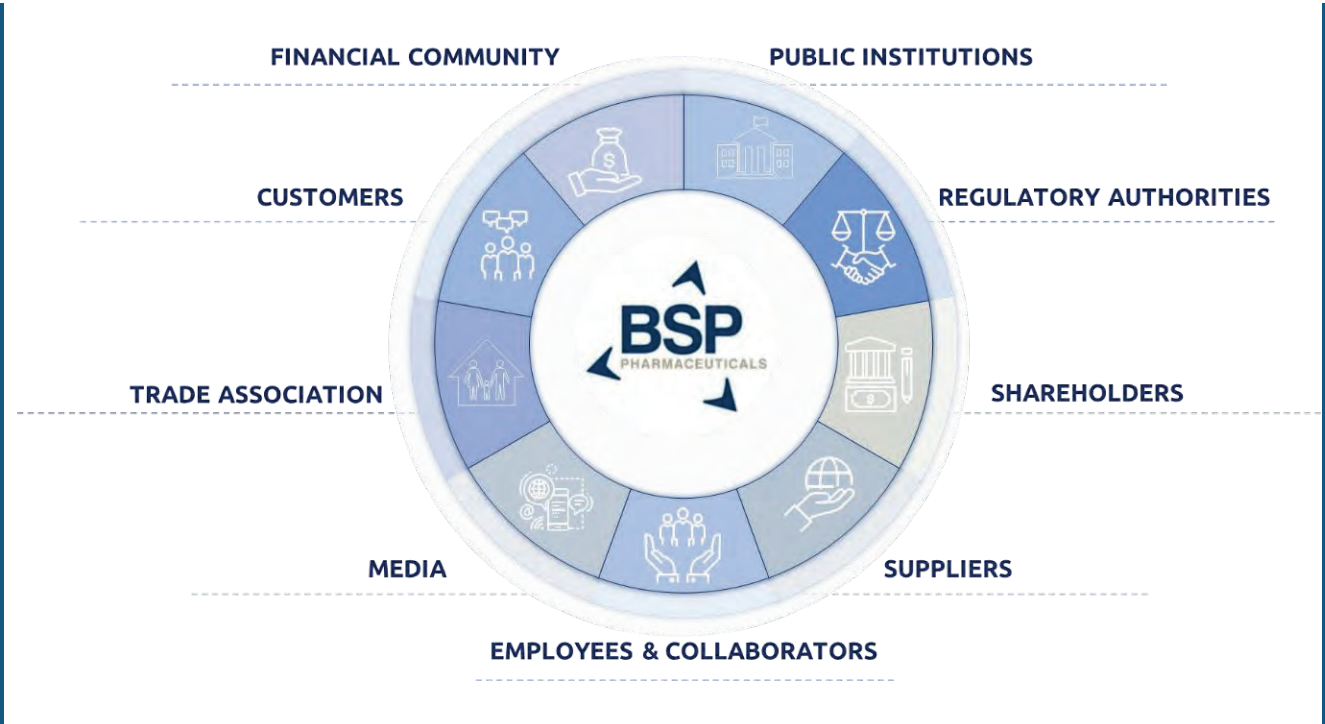 FINANCIAL COMMUNITY
PUBLIC INSTITUTIONS
CUSTOMERS
REGULATORY AUTHORITIES
BSP
PHARMACEUTICALS
TRADE ASSOCIATION
SHAREHOLDERS
MEDIA
SUPPLIERS
EMPLOYEES & COLLABORATORS